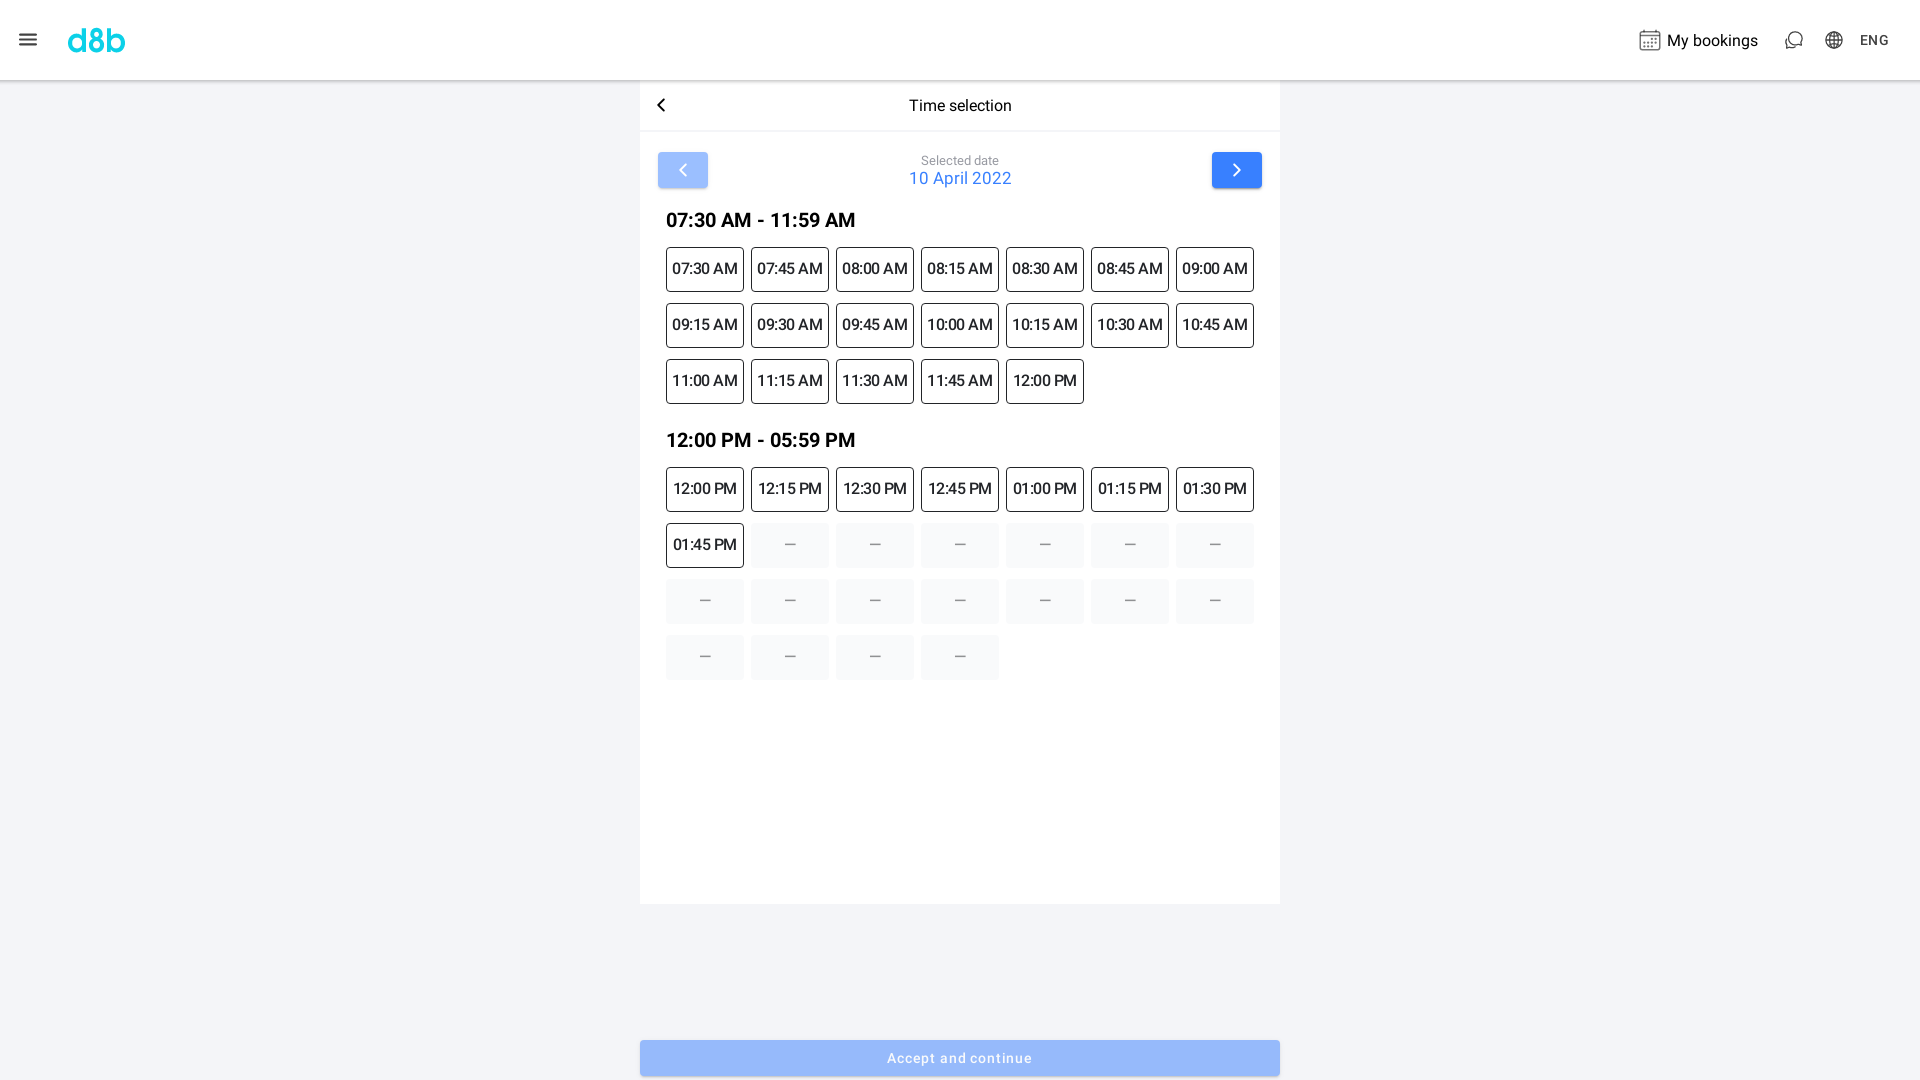 d8b
My bookings
ENG
Time selection
Selected date
10 April 2022
07:30 AM - 11:59 AM
07:30 AM 07:45 AM 08:00 AM 08:15 AM 08:30 AM 08:45 AM 09:00 AM
09:15 AM 09:30 AM 09:45 AM 10:00 AM 10:15 AM 10:30 AM 10:45 AM
11:00 AM 11:15 AM 11:30 AM 11:45 AM 12:00 PM
12:00 PM - 05:59 PM
12:00 PM 12:15 PM 12:30 PM 12:45 PM 01:00 PM 01:15 PM 01:30 PM
01:45 PM — — — — — —
— — — — — — —
— — — —
Accept and continue